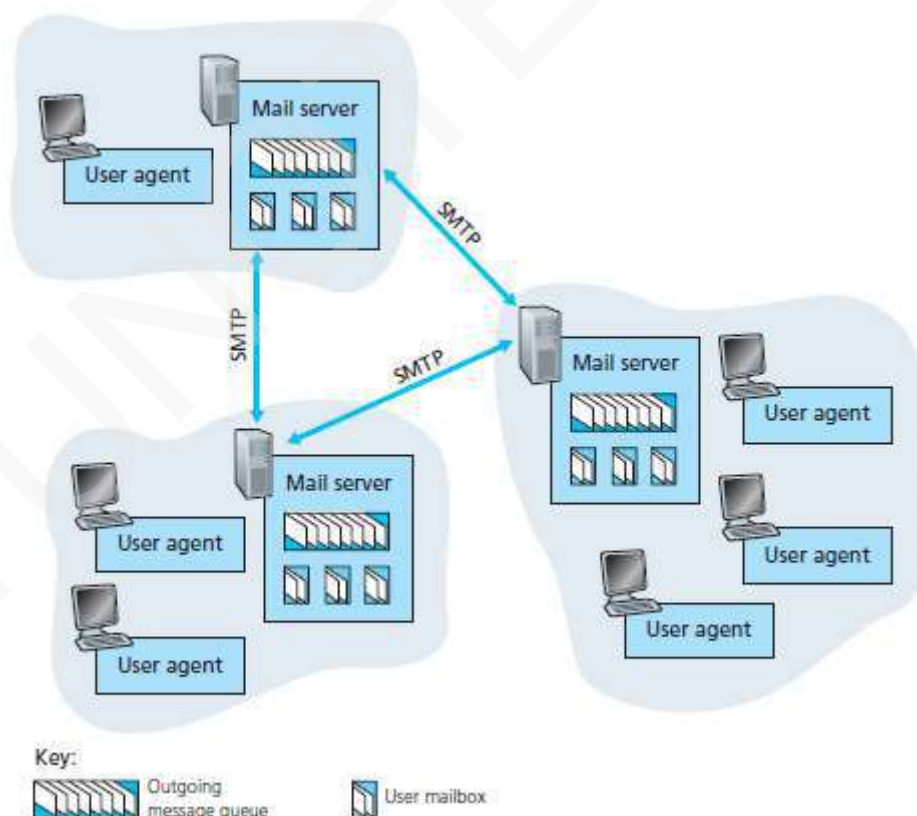 Mail server
User agent
SMTP
SMTP
SMTP
Mail server
User agent
User agent
User agent
Mail server
User agent
User agent
Key:
Outgoing
message queue
User mailbox